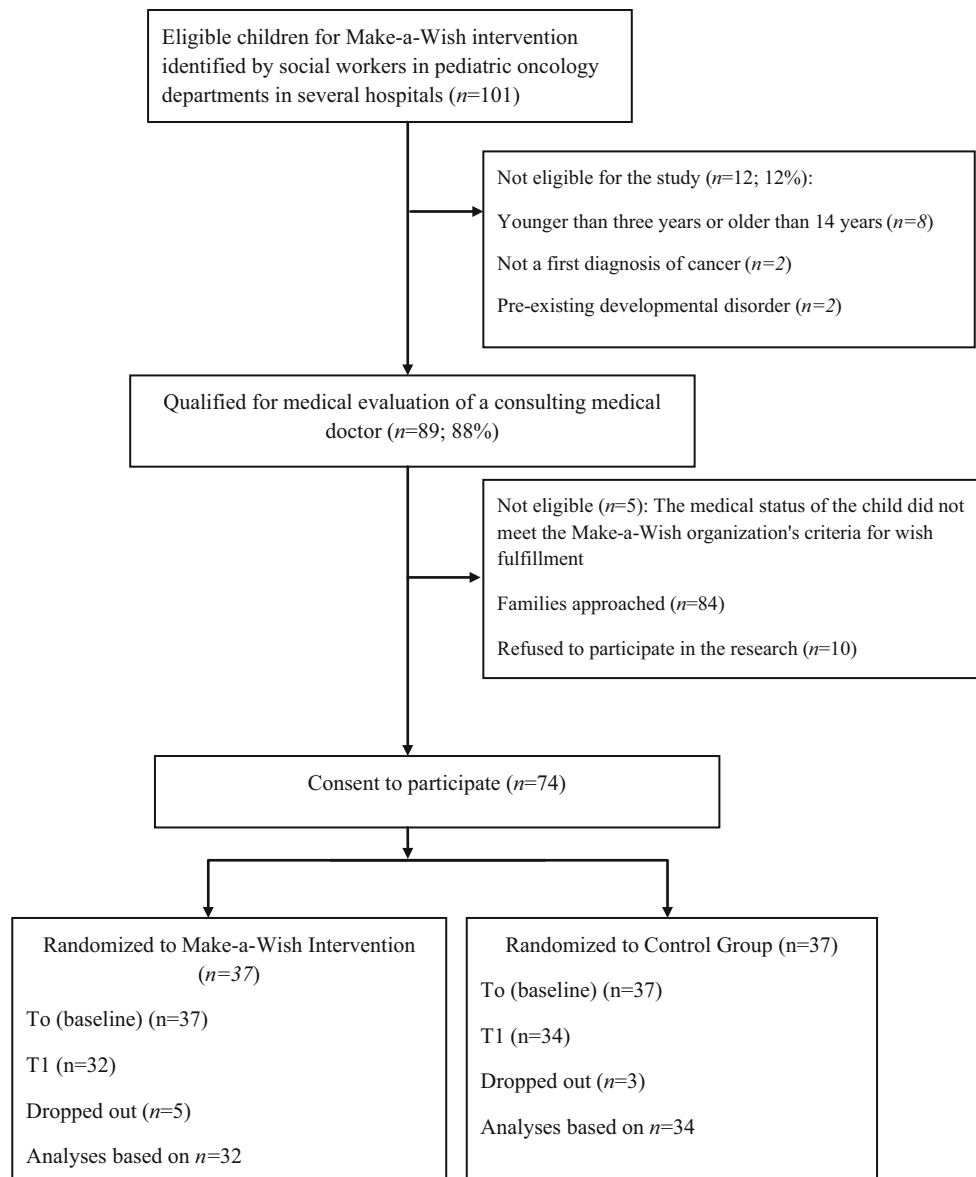 Eligible children for Make-a-Wish intervention
identified by social workers in pediatric oncology
departments in several hospitals (n=101)
Not eligible for the study (n=12; 12%):
Younger than three years or older than 14 years (n=8)
Not a first diagnosis of cancer (n=2)
Pre-existing developmental disorder (n=2)
Qualified for medical evaluation of a consulting medical
doctor (n=89; 88%)
Not eligible (n=5): The medical status of the child did not
meet the Make-a-Wish organization's criteria for wish
fulfillment
Families approached (n=84)
Refused to participate in the research (n=10)
Consent to participate (n=74)
Randomized to Make-a-Wish Intervention
(n=37)
To (baseline) (n=37)
T1 (n=32)
Dropped out (n=5)
Analyses based on n=32
Randomized to Control Group (n=37)
To (baseline) (n=37)
T1 (n=34)
Dropped out (n=3)
Analyses based on n=34